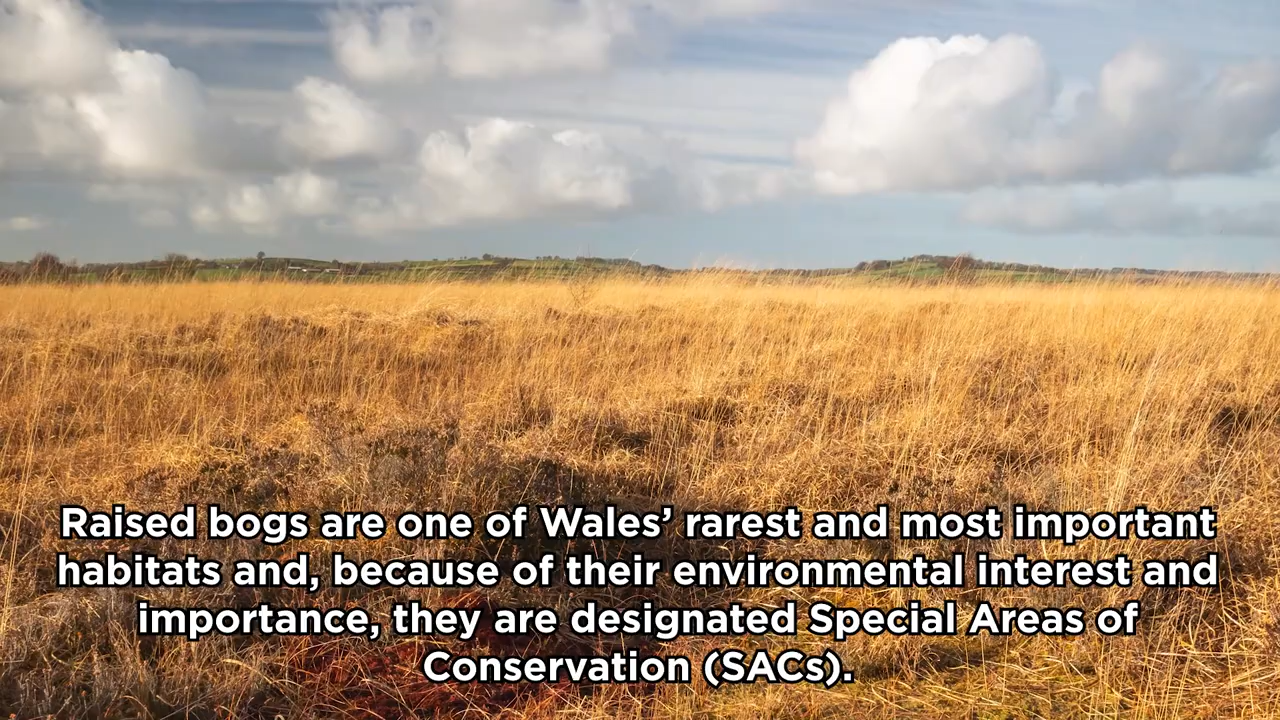 Raised bogs are one of Wales’ rarest and most important
habitats and, because of their environmental interest and
importance, they are designated Special Areas of
Conservation (SACs).